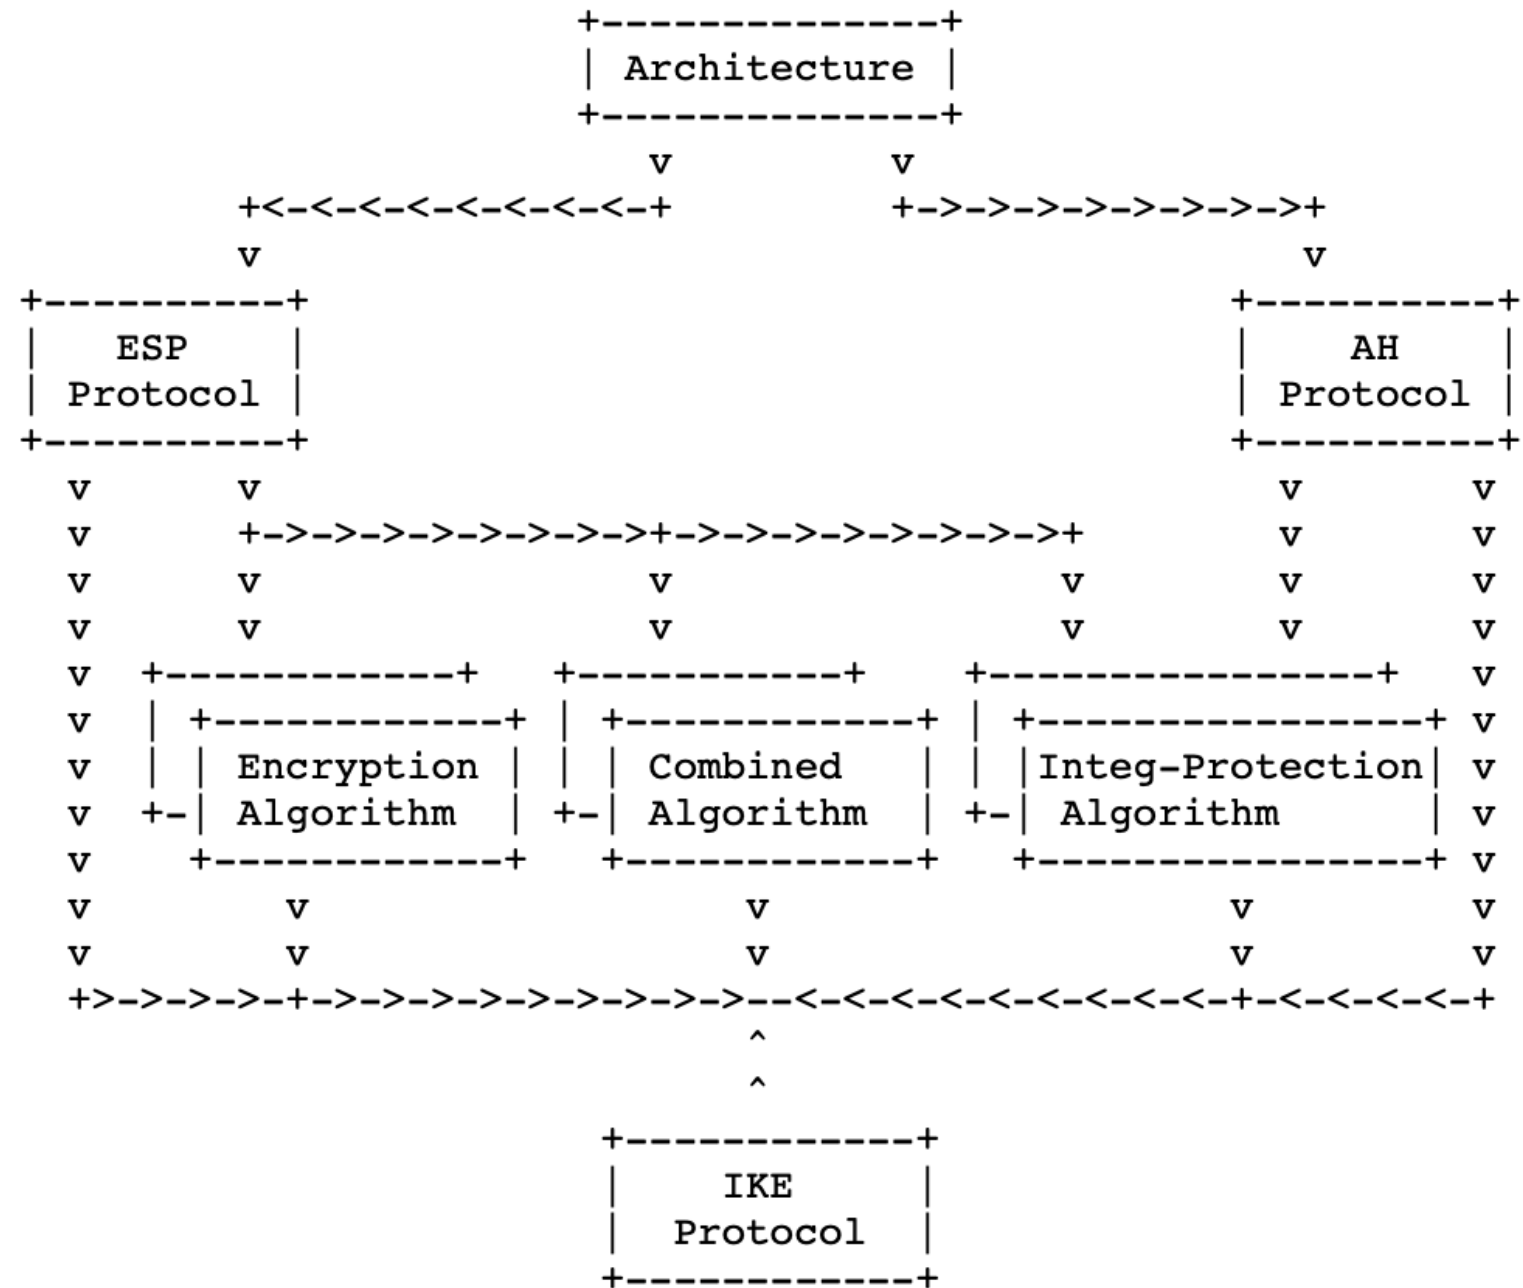 +--------------+
| Architecture |
+--------------+
v         v
+<-<-<-<-<-<-<-<-+         +->->->->->->->->+
v                                           v
+----------+                                      +----------+
|   ESP    |                                      |    AH    |
| Protocol |                                      | Protocol |
+----------+                                      +----------+
v      v                                            v       v
v      +->->->->->->->->+->->->->->->->->+        v       v
v      v                v                v        v       v
v      v                v                v        v       v
v  +------------+   +-----------+    +----------------+   v
v  | +------------+ | +------------+ | +----------------+ v
v  | | Encryption | | | Combined   | | |Integ-Protection| v
v  +-| Algorithm  | +-| Algorithm  | +-| Algorithm      | v
v    +------------+   +------------+   +----------------+ v
v        v                  v                   v         v
v        v                  v                   v         v
+>->->->-+->->->->->->->->->--<-<-<-<-<-<-<-<-<-+-<-<-<-<-+
^
^
+------------+
|    IKE     |
|  Protocol  |
+------------+